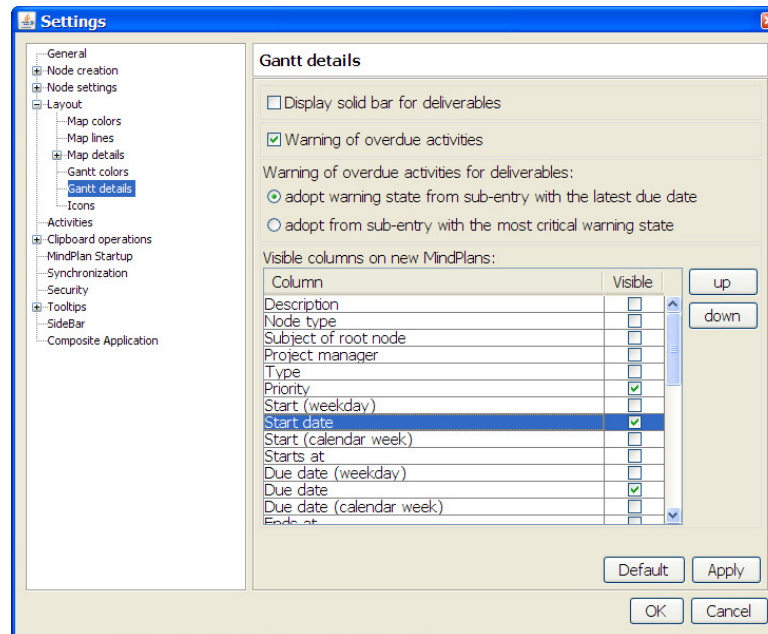 Settings
General
Node creation
Node settings
Layout
Map colors
Map lines
Map details
Gantt colors
Gantt details
Icons
Activities
Clipboard operations
MindPlan Startup
Synchronization
Security
Tooltips
SideBar
Composite Application
Gantt details
Display solid bar for deliverables
Warning of overdue activities
Warning of overdue activities for deliverables:
adopt warning state from sub-entry with the latest due date
adopt from sub-entry with the most critical warning state
Visible columns on new MindPlans:
Column Visible
Description
Node type
Subject of root node
Project manager
Type
Priority
Start (weekday)
Start date
Start (calendar week)
Starts at
Due date (weekday)
Due date
Due date (calendar week)
Ends at
up
down
Default Apply
OK Cancel